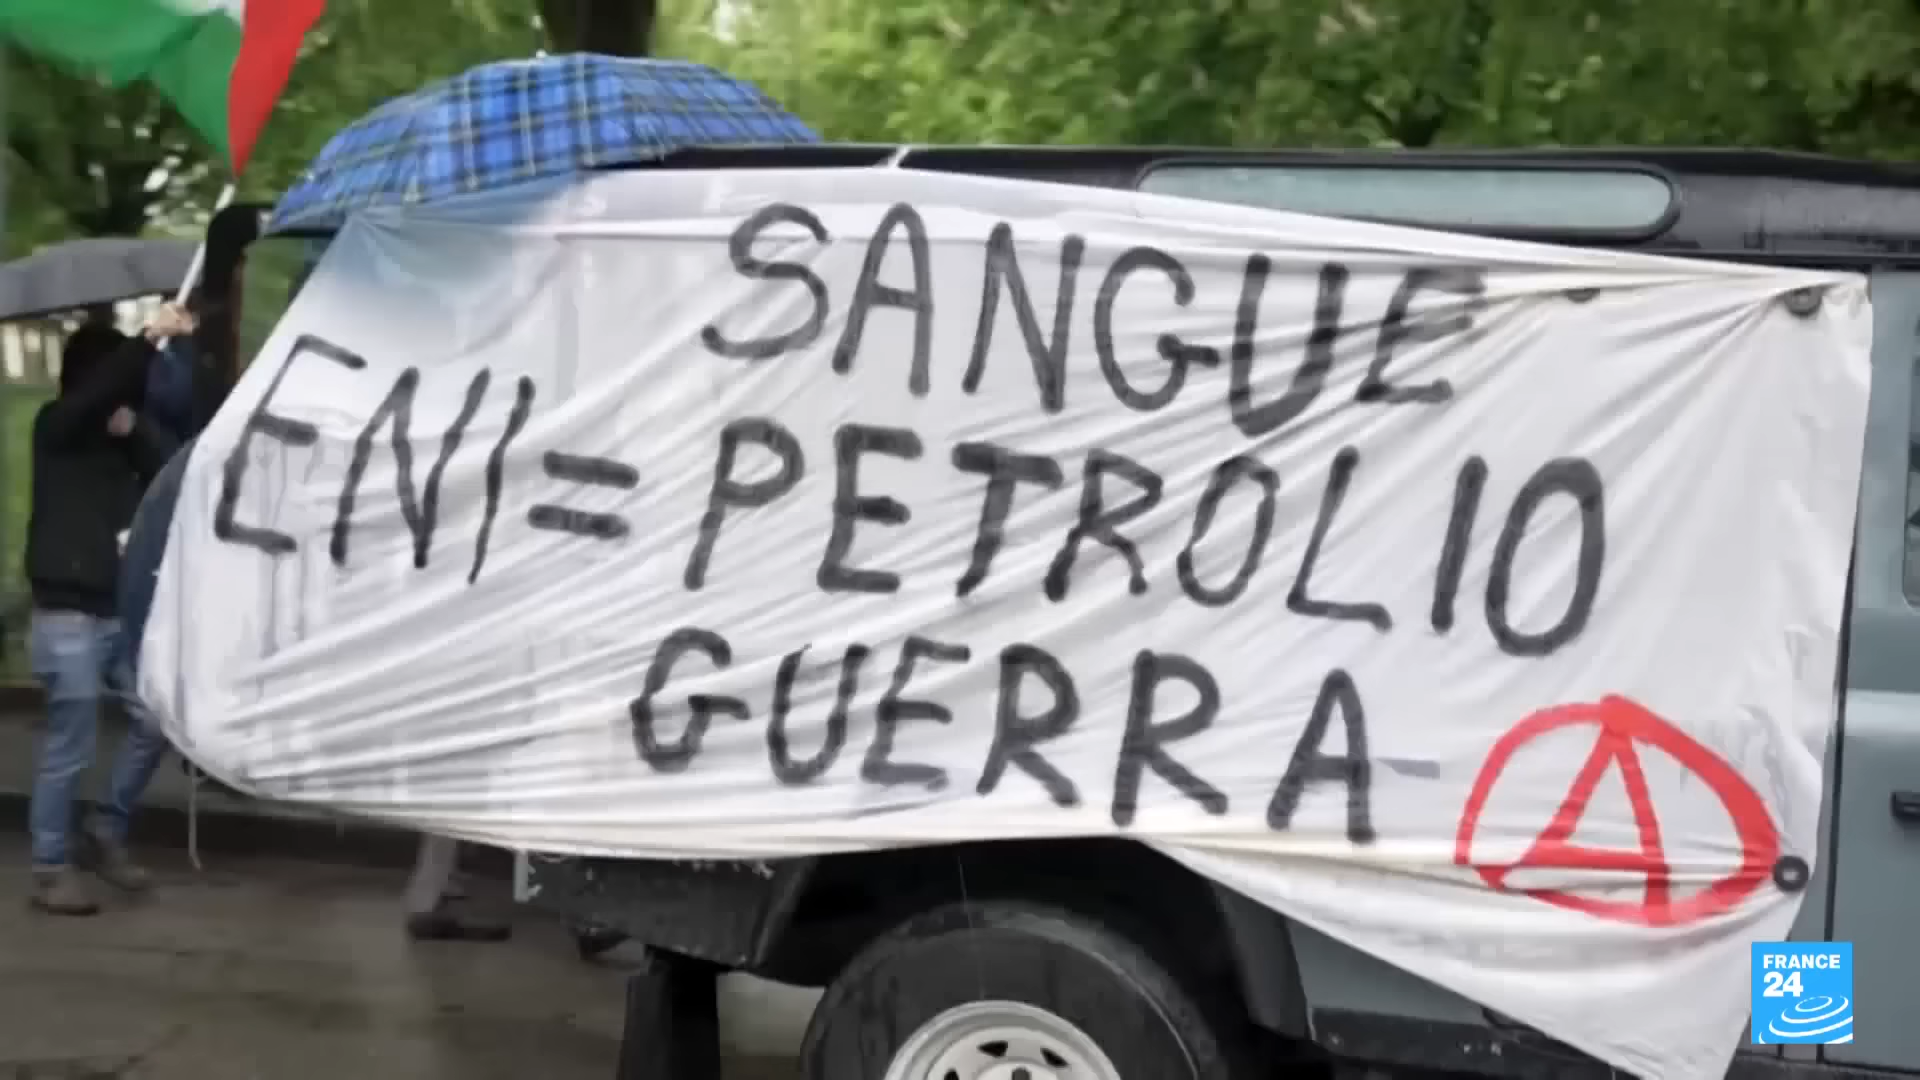 SANGUE
ENI = PETROLIO
GUERRA
A
FRANCE
24